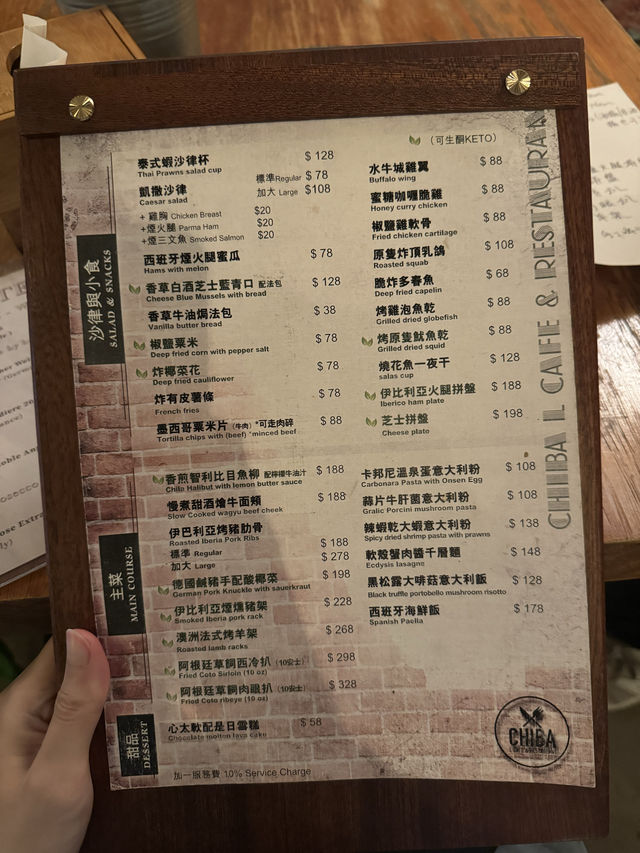 （可生酮KETO）
沙律與小食
SALAD & SNACKS
泰式蝦沙律杯 $ 128
Thai Prawns salad cup
凱撒沙律 標準Regular $ 78
Caesar salad 加大 Large $108
+ 雞胸 Chicken Breast $20
+煙火腿 Parma Ham $20
+煙三文魚 Smoked Salmon $20
西班牙煙火腿蜜瓜 $ 78
Hams with melon
香草白酒芝士藍青口 配法包 $ 128
Cheese Blue Mussels with bread
香草牛油焗法包 $ 38
Vanilla butter bread
椒鹽粟米 $ 78
Deep fried corn with pepper salt
炸椰菜花 $ 78
Deep fried cauliflower
炸有皮薯條 $ 78
French fries
墨西哥粟米片（牛肉）*可走肉碎 $ 88
Tortilla chips with (beef) *minced beef
水牛城雞翼 $ 88
Buffalo wing
蜜糖咖喱脆雞 $ 88
Honey curry chicken
椒鹽雞軟骨 $ 88
Fried chicken cartilage
原隻炸頂乳鴿 $ 108
Roasted squab
脆炸多春魚 $ 68
Deep fried capelin
烤雞泡魚乾 $ 88
Grilled dried globefish
烤原隻魷魚乾 $ 88
Grilled dried squid
燒花魚一夜干 $ 128
salas cup
伊比利亞火腿拼盤 $ 188
Iberico ham plate
芝士拼盤 $ 198
Cheese plate
主菜
MAIN COURSE
香煎智利比目魚柳 配檸檬牛油汁 $ 188
Chile Halibut with lemon butter sauce
慢煮甜酒燴牛面頰 $ 188
Slow Cooked wagyu beef cheek
伊巴利亞烤豬肋骨
Roasted Iberia Pork Ribs
標準 Regular $ 188
加大 Large $ 278
德國鹹豬手配酸椰菜 $ 198
German Pork Knuckle with sauerkraut
伊比利亞煙燻豬架 $ 228
Smoked Iberia pork rack
澳洲法式烤羊架 $ 268
Roasted lamb racks
阿根廷草飼西冷扒（10安士） $ 298
Fried Coto Sirloin (10 oz)
阿根廷草飼肉眼扒（10安士） $ 328
Fried Coto ribeye (10 oz)
卡邦尼溫泉蛋意大利粉 $ 108
Carbonara Pasta with Onsen Egg
蒜片牛肝菌意大利粉 $ 108
Gralic Porcini mushroom pasta
辣蝦乾大蝦意大利粉 $ 138
Spicy dried shrimp pasta with prawns
軟殼蟹肉醬千層麵 $ 148
Ecdysis lasagne
黑松露大啡菇意大利飯 $ 128
Black truffle portobello mushroom risotto
西班牙海鮮飯 $ 178
Spanish Paella
甜品
DESSERT
心太軟配是日雪糕 $ 58
Chocolate molten lava cake
加一服務費 10% Service Charge
CHIBA L CAFE & RESTAURANT
CHIBA